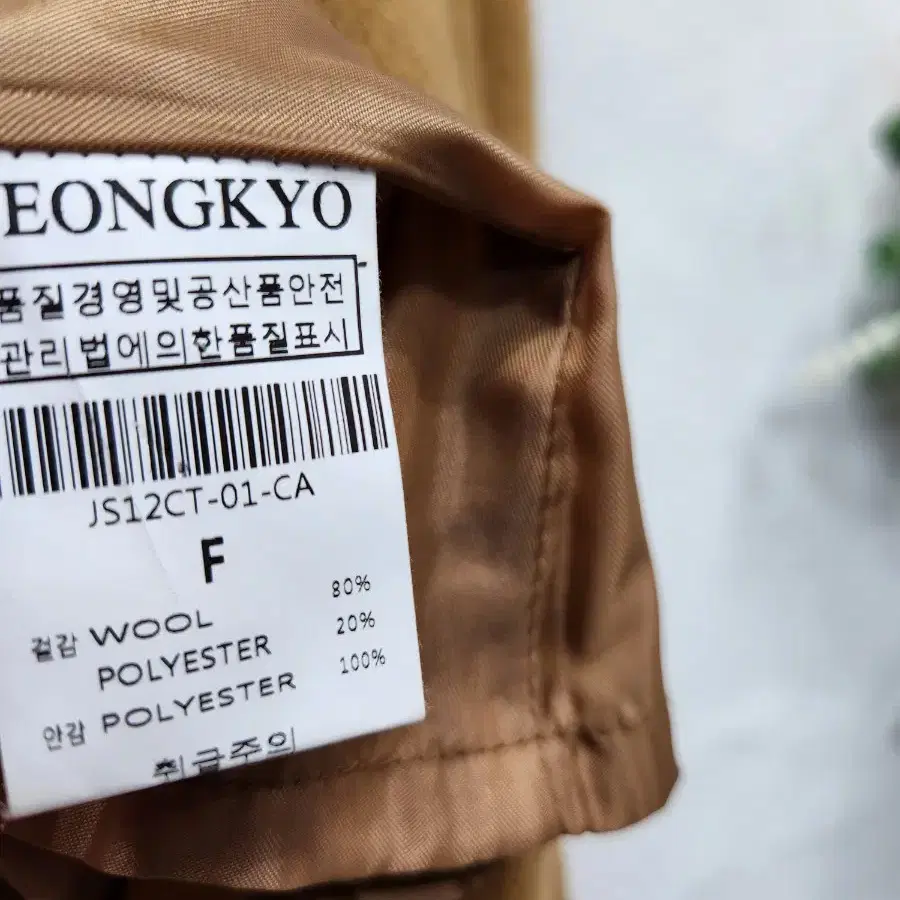 EONGKYO
품질경영및공산품안전
관리법에의한품질표시
JS12CT-01-CA
F
겉감 WOOL 80%
POLYESTER 20%
안감 POLYESTER 100%
취급주의